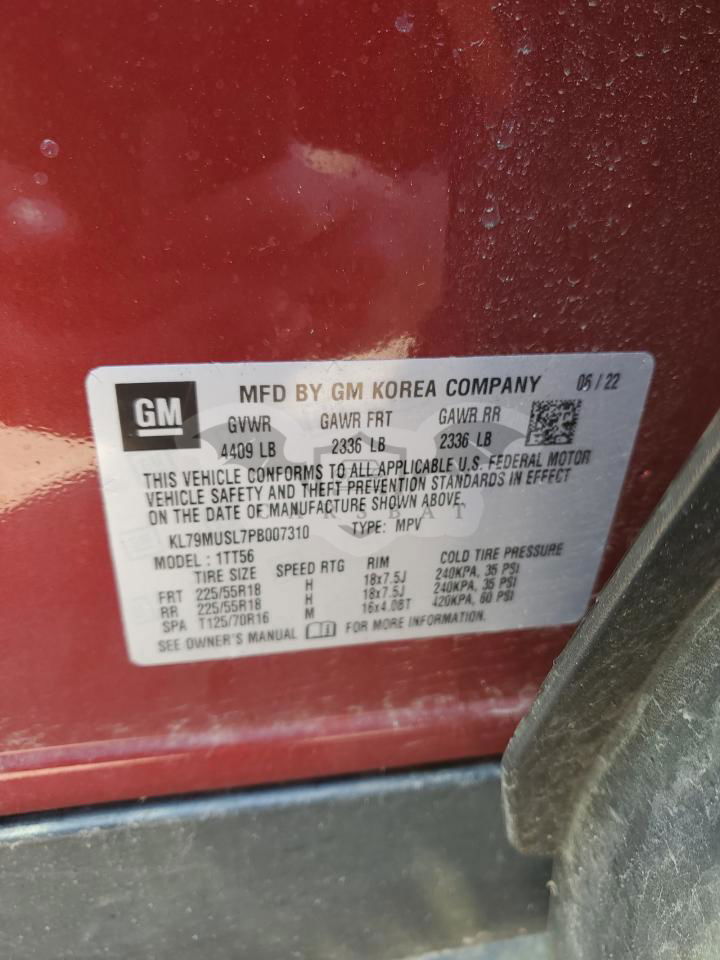 GM
MFD BY GM KOREA COMPANY 06 / 22
GVWR GAWR FRT GAWR RR
4409 LB 2336 LB 2336 LB
THIS VEHICLE CONFORMS TO ALL APPLICABLE U.S. FEDERAL MOTOR
VEHICLE SAFETY AND THEFT PREVENTION STANDARDS IN EFFECT
ON THE DATE OF MANUFACTURE SHOWN ABOVE.
CARSBAT
KL79MUSL7PB007310 TYPE: MPV
MODEL : 1TT56
TIRE SIZE SPEED RTG RIM COLD TIRE PRESSURE
FRT 225/55R18 H 18x7.5J 240KPA, 35 PSI
RR 225/55R18 H 18x7.5J 240KPA, 35 PSI
SPA T125/70R16 M 16x4.0BT 420KPA, 60 PSI
SEE OWNER'S MANUAL FOR MORE INFORMATION.